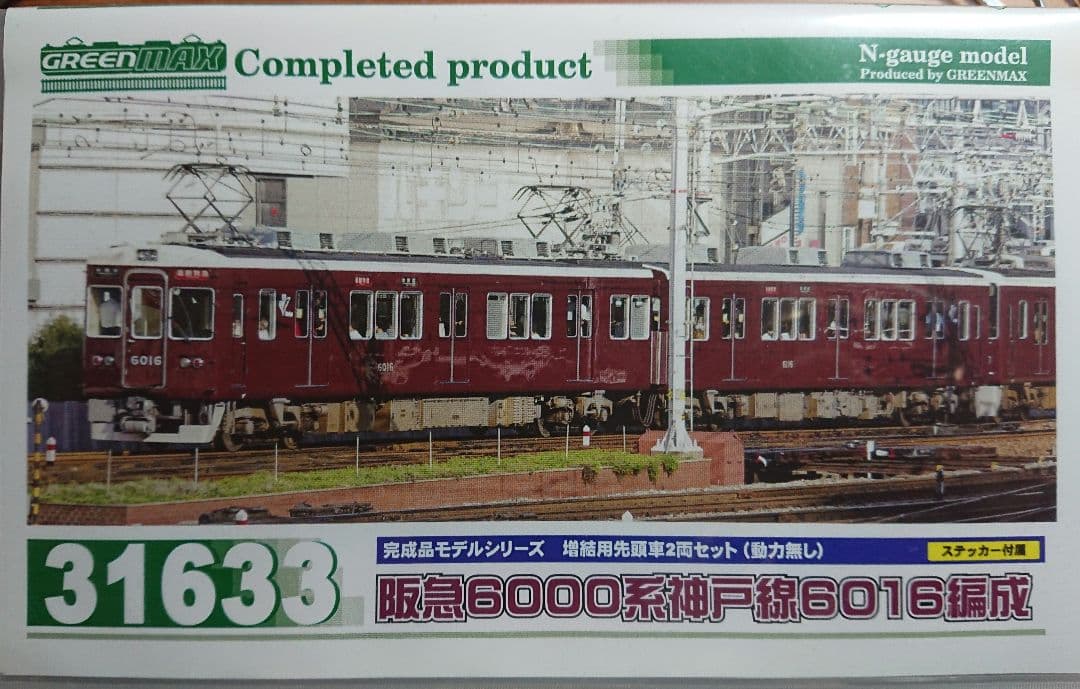 GREENMAX Completed product
N-gauge model
Produced by GREENMAX
6016
6016
31633
完成品モデルシリーズ 増結用先頭車2両セット(動力無し)
ステッカー付属
阪急6000系神戸線6016編成